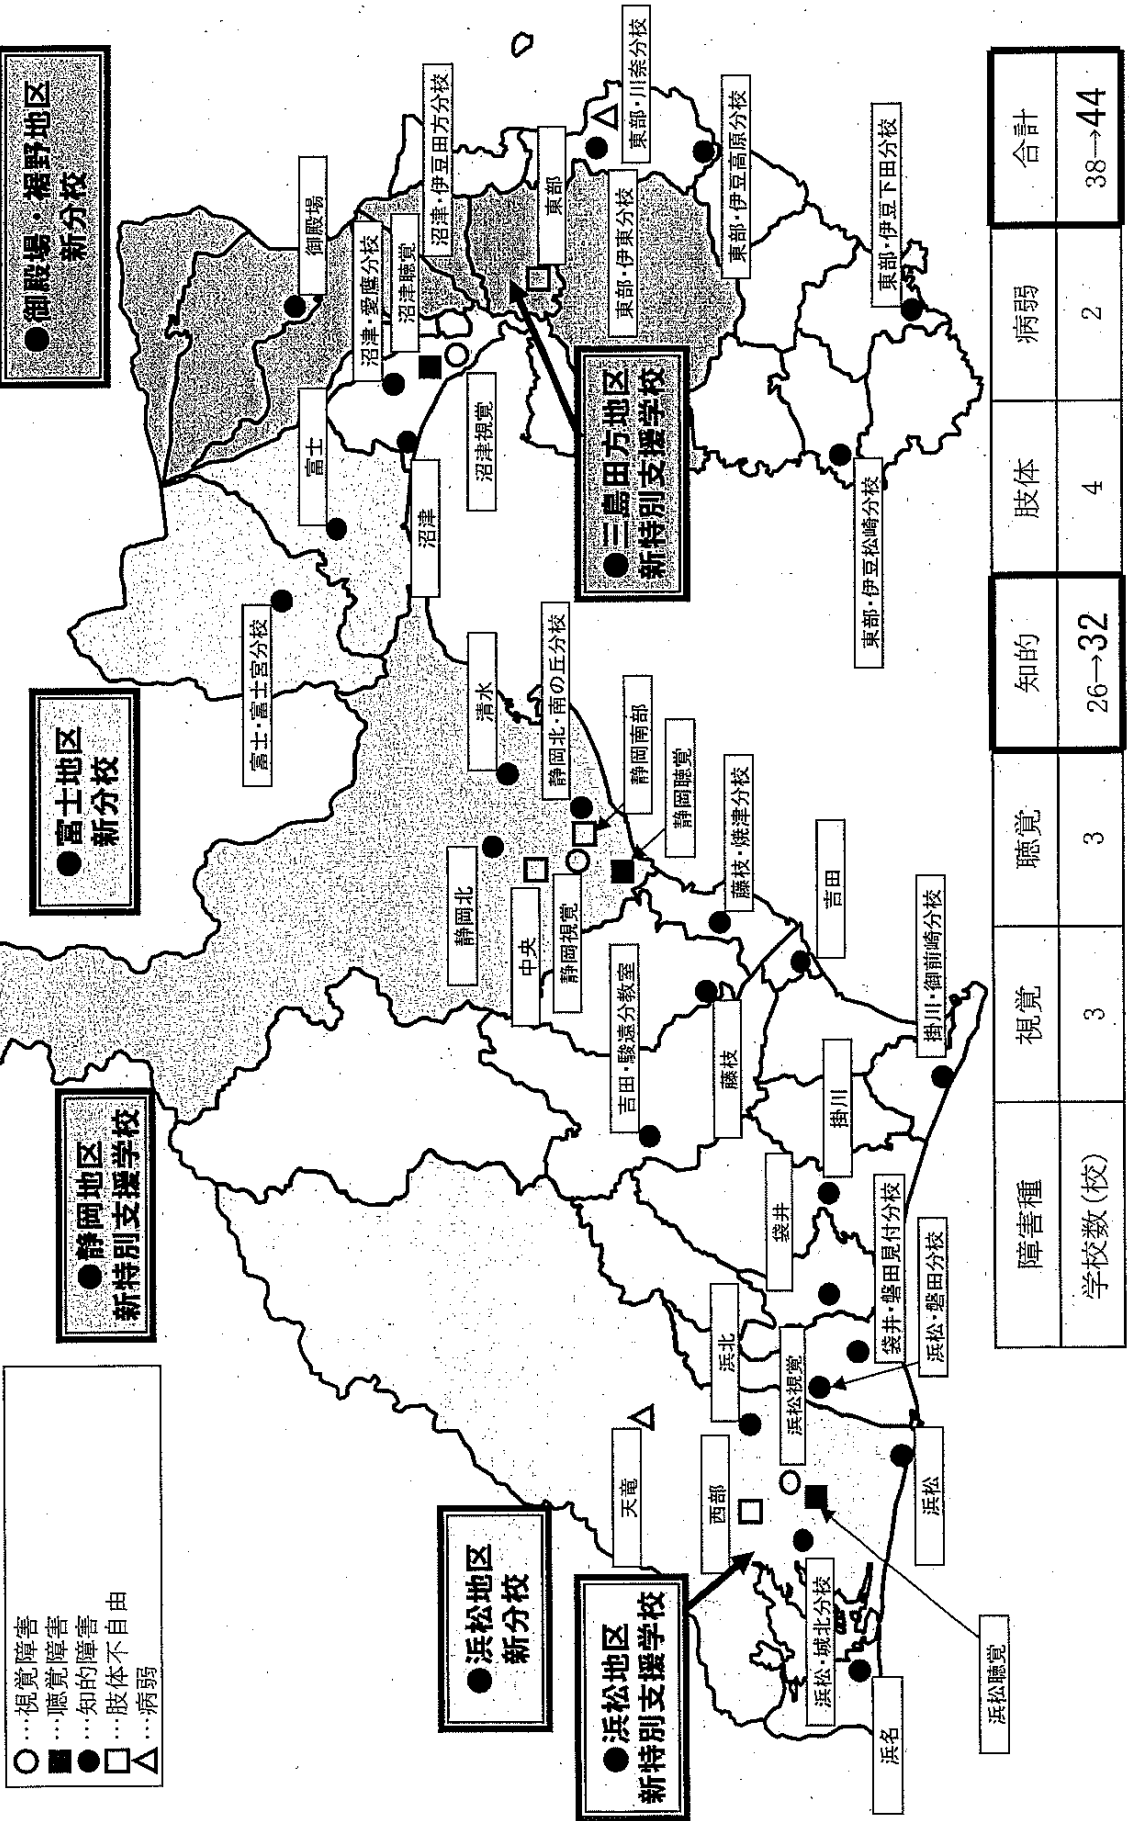 ○…視覚障害
■…聴覚障害
●…知的障害
□…肢体不自由
△…病弱
●静岡地区
新特別支援学校
●富士地区
新分校
●御殿場・裾野地区
新分校
●浜松地区
新分校
●浜松地区
新特別支援学校
●三島田方地区
新特別支援学校
富士・富士宮分校
富士
御殿場
沼津・愛鷹分校
沼津聴覚
沼津・伊豆田方分校
沼津
沼津視覚
東部
東部・伊東分校
東部・川奈分校
東部・伊豆高原分校
東部・伊豆下田分校
東部・伊豆松崎分校
清水
静岡北
静岡北・南の丘分校
中央
静岡視覚
静岡南部
静岡聴覚
吉田・駿遠分教室
藤枝
藤枝・焼津分校
吉田
掛川
掛川・御前崎分校
袋井
袋井・磐田見付分校
浜松・磐田分校
天竜
西部
浜北
浜松視覚
浜松
浜松・城北分校
浜名
浜松聴覚
障害種 視覚 聴覚 知的 肢体 病弱 合計
学校数(校) 3 3 26→32 4 2 38→44